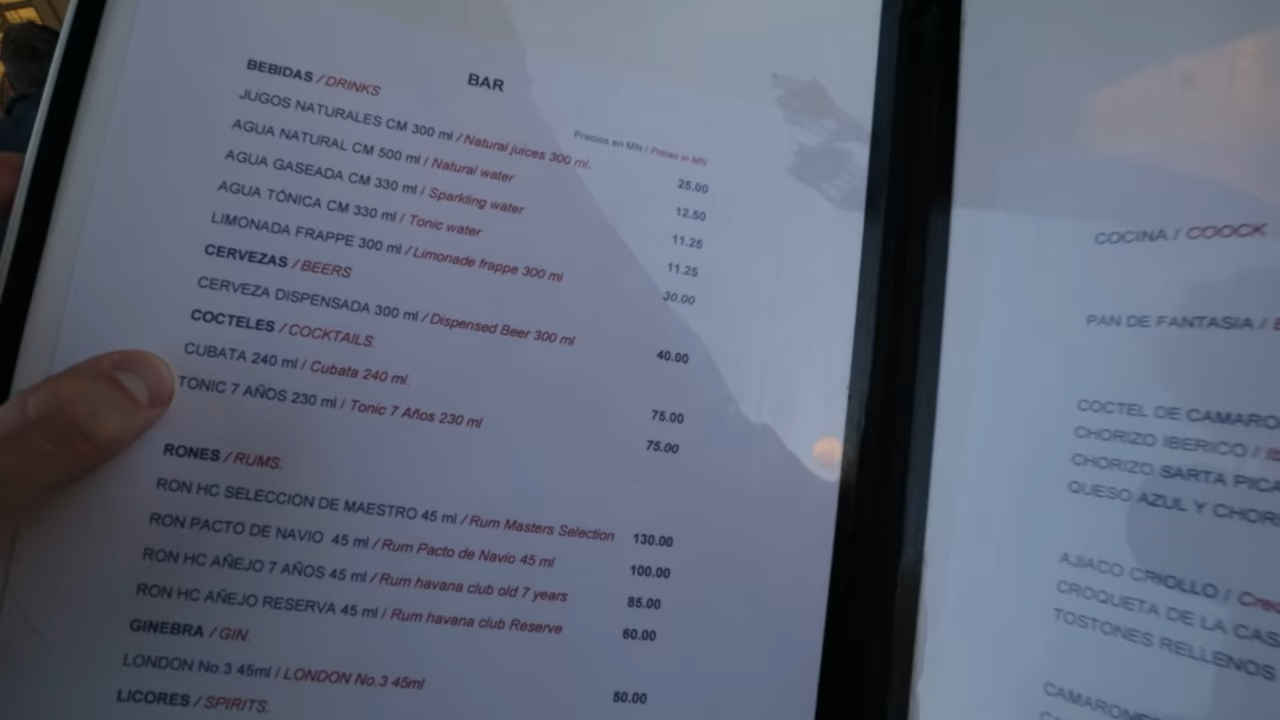 BAR
BEBIDAS / DRINKS
Precios en MN / Prices in MN
JUGOS NATURALES CM 300 ml / Natural juices 300 ml. 25.00
AGUA NATURAL CM 500 ml / Natural water 12.50
AGUA GASEADA CM 330 ml / Sparkling water 11.25
AGUA TÓNICA CM 330 ml / Tonic water 11.25
LIMONADA FRAPPE 300 ml / Limonade frappe 300 ml 30.00
CERVEZAS / BEERS
CERVEZA DISPENSADA 300 ml / Dispensed Beer 300 ml 40.00
COCTELES / COCKTAILS.
CUBATA 240 ml / Cubata 240 ml. 75.00
TONIC 7 AÑOS 230 ml / Tonic 7 Años 230 ml 75.00
RONES / RUMS.
RON HC SELECCION DE MAESTRO 45 ml / Rum Masters Selection 130.00
RON PACTO DE NAVIO 45 ml / Rum Pacto de Navio 45 ml 100.00
RON HC AÑEJO 7 AÑOS 45 ml / Rum havana club old 7 years 85.00
RON HC AÑEJO RESERVA 45 ml / Rum havana club Reserve 60.00
GINEBRA / GIN.
LONDON No.3 45ml / LONDON No.3 45ml 50.00
LICORES / SPIRITS.
COCINA / COOCK
PAN DE FANTASIA /
COCTEL DE CAMARO
CHORIZO IBERICO /
CHORIZO SARTA PICA
QUESO AZUL Y CHOR
AJIACO CRIOLLO / Creo
CROQUETA DE LA CAS
TOSTONES RELLENOS
CAMARONE